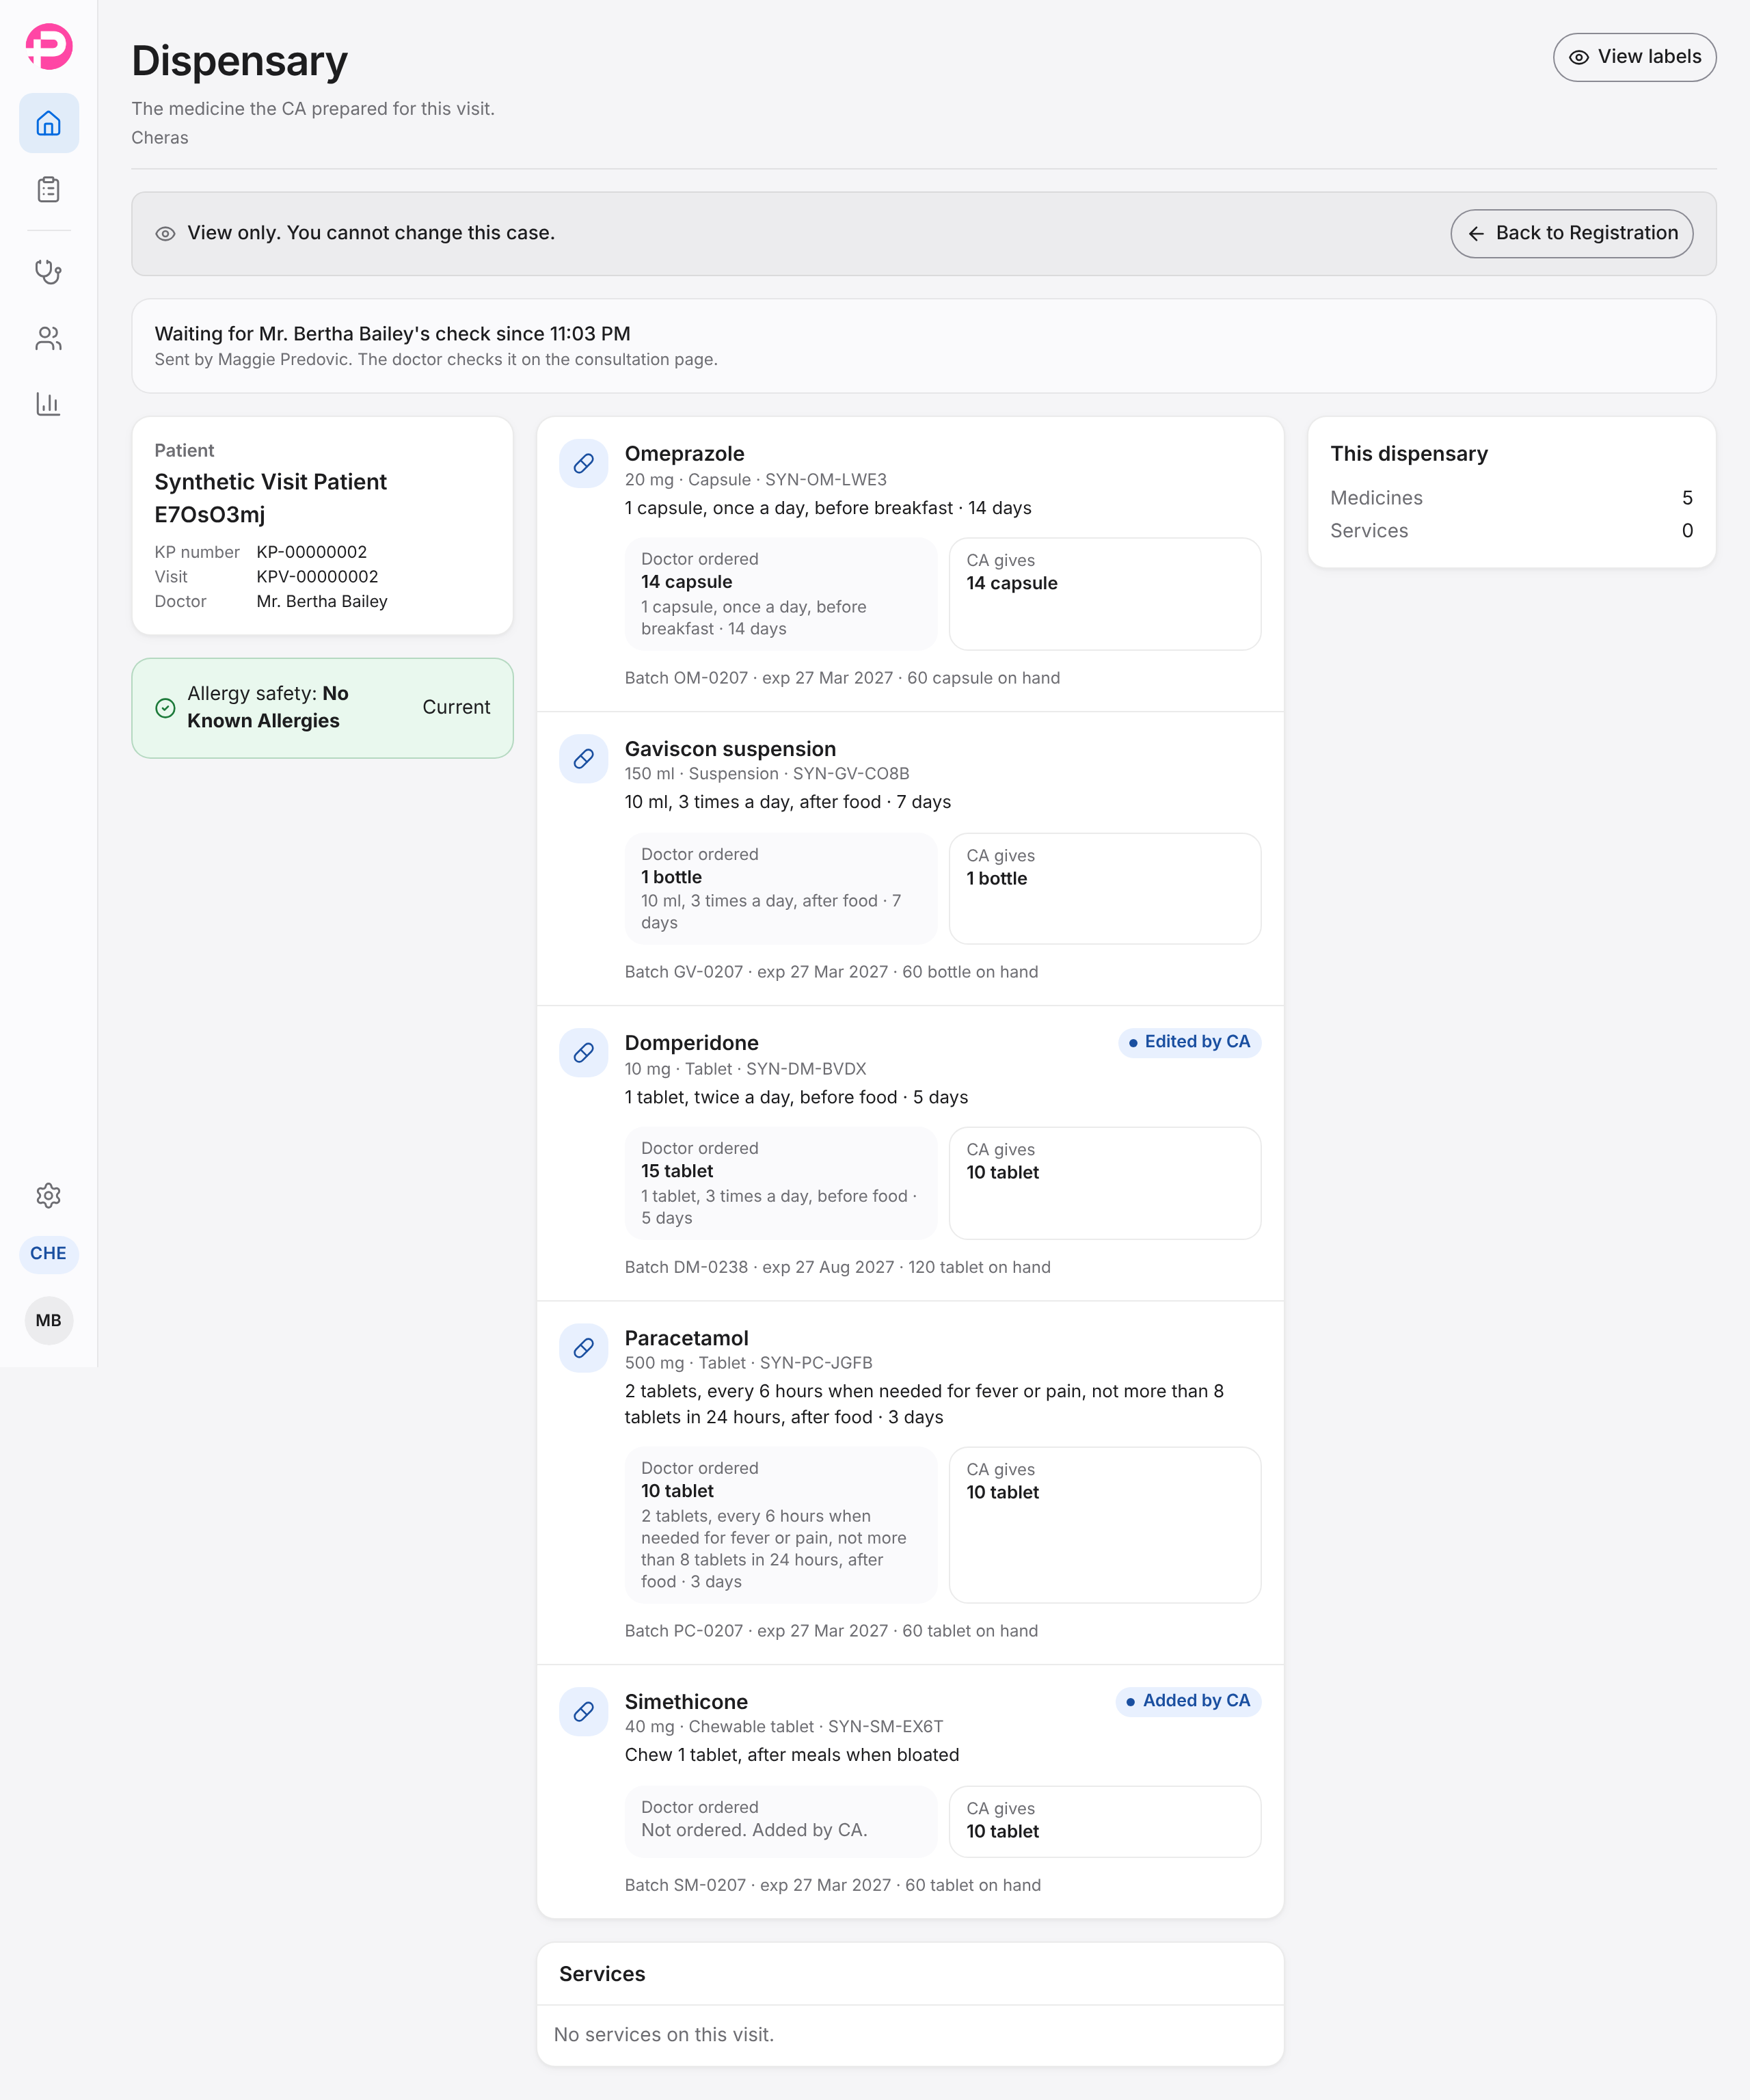 Dispensary
View labels
The medicine the CA prepared for this visit.
Cheras
View only. You cannot change this case.
Back to Registration
Waiting for Mr. Bertha Bailey's check since 11:03 PM
Sent by Maggie Predovic. The doctor checks it on the consultation page.
Patient
Synthetic Visit Patient
E7OsO3mj
KP number KP-00000002
Visit KPV-00000002
Doctor Mr. Bertha Bailey
Allergy safety: No
Known Allergies
Current
Omeprazole
20 mg · Capsule · SYN-OM-LWE3
1 capsule, once a day, before breakfast · 14 days
Doctor ordered
14 capsule
1 capsule, once a day, before
breakfast · 14 days
CA gives
14 capsule
Batch OM-0207 · exp 27 Mar 2027 · 60 capsule on hand
Gaviscon suspension
150 ml · Suspension · SYN-GV-CO8B
10 ml, 3 times a day, after food · 7 days
Doctor ordered
1 bottle
10 ml, 3 times a day, after food · 7
days
CA gives
1 bottle
Batch GV-0207 · exp 27 Mar 2027 · 60 bottle on hand
Domperidone
Edited by CA
10 mg · Tablet · SYN-DM-BVDX
1 tablet, twice a day, before food · 5 days
Doctor ordered
15 tablet
1 tablet, 3 times a day, before food ·
5 days
CA gives
10 tablet
Batch DM-0238 · exp 27 Aug 2027 · 120 tablet on hand
Paracetamol
500 mg · Tablet · SYN-PC-JGFB
2 tablets, every 6 hours when needed for fever or pain, not more than 8
tablets in 24 hours, after food · 3 days
Doctor ordered
10 tablet
2 tablets, every 6 hours when
needed for fever or pain, not more
than 8 tablets in 24 hours, after
food · 3 days
CA gives
10 tablet
Batch PC-0207 · exp 27 Mar 2027 · 60 tablet on hand
Simethicone
Added by CA
40 mg · Chewable tablet · SYN-SM-EX6T
Chew 1 tablet, after meals when bloated
Doctor ordered
Not ordered. Added by CA.
CA gives
10 tablet
Batch SM-0207 · exp 27 Mar 2027 · 60 tablet on hand
Services
No services on this visit.
This dispensary
Medicines 5
Services 0
CHE
MB